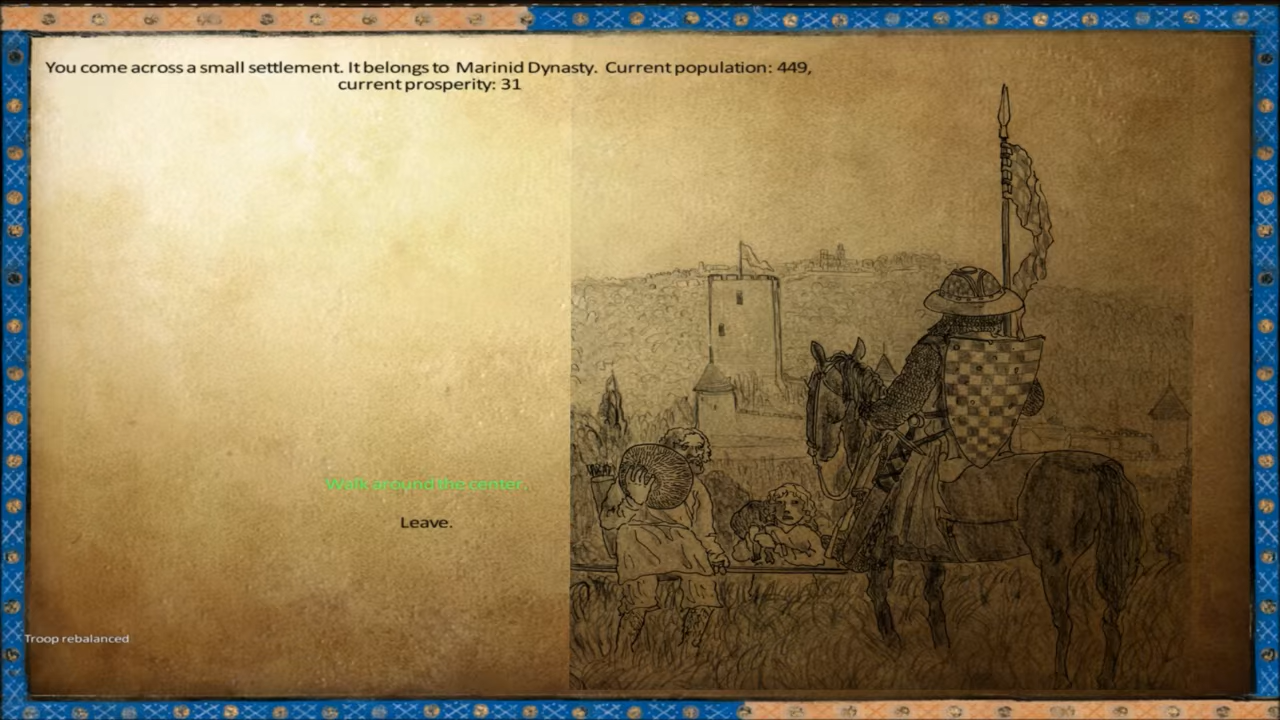 You come across a small settlement. It belongs to  Marinid Dynasty.  Current population: 449,
current prosperity: 31
Walk around the center.
Leave.
Troop rebalanced